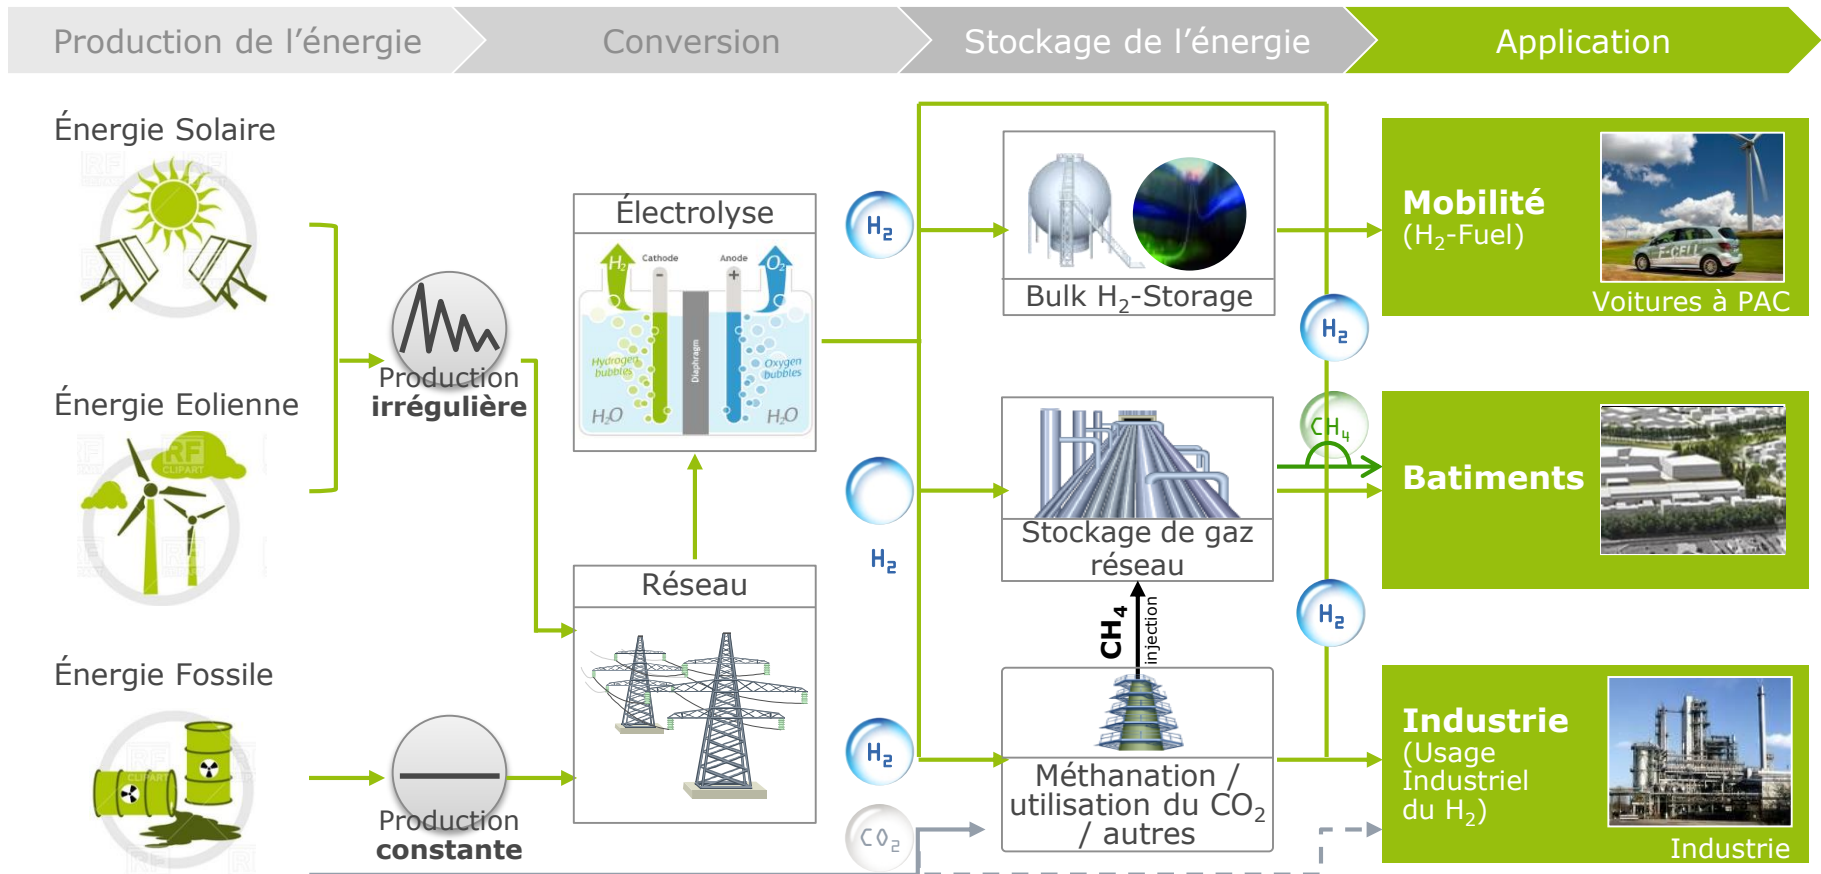 Production de l’énergie
Conversion
Stockage de l’énergie
Application
Énergie Solaire
Énergie Eolienne
RF
CLIPART
Énergie Fossile
Production
irrégulière
Production
constante
Électrolyse
H₂
Cathode
Anode
O₂
Hydrogen
bubbles
Diaphragm
Oxygen
bubbles
H₂O
H₂O
Réseau
H₂
H₂
H₂
CO₂
Bulk H₂-Storage
Stockage de gaz
réseau
CH₄
injection
Méthanation /
utilisation du CO₂
/ autres
H₂
CH₄
H₂
Mobilité
(H₂-Fuel)
F-CELL
Voitures à PAC
Batiments
Industrie
(Usage
Industriel
du H₂)
Industrie